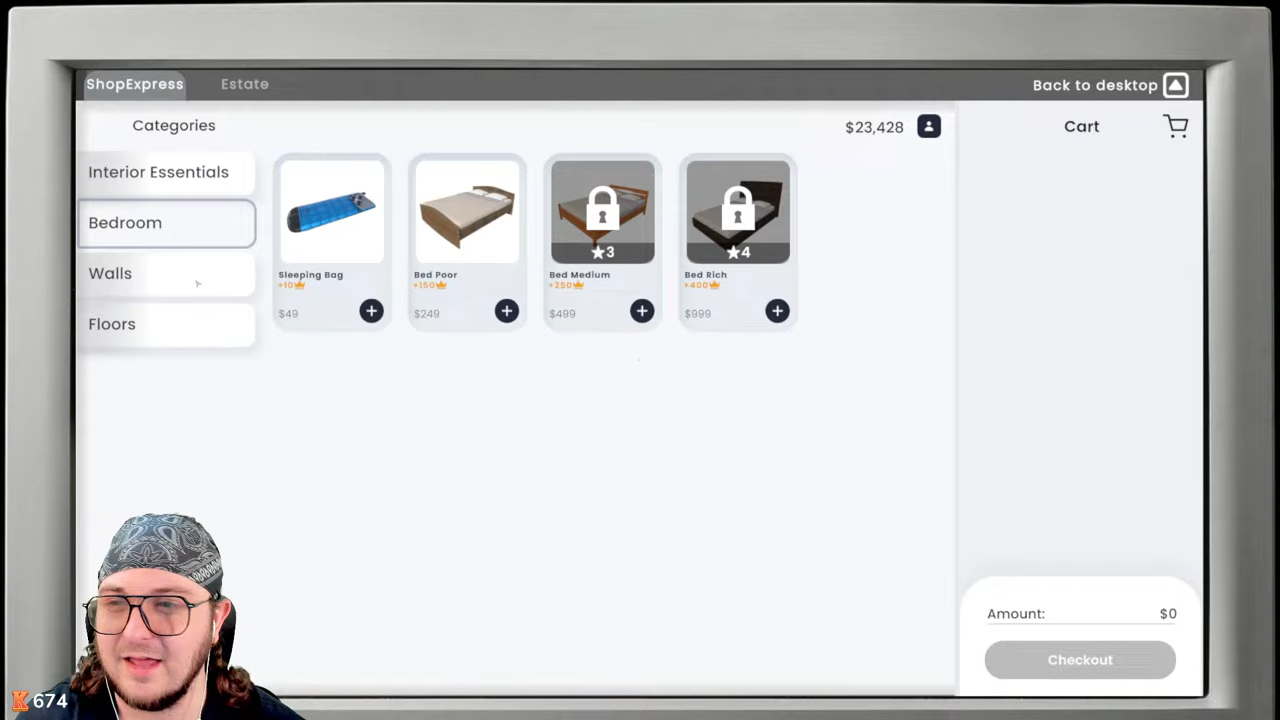 ShopExpress
Estate
Back to desktop
Categories
$23,428
Cart
Interior Essentials
Bedroom
Walls
Floors
★3
★4
Sleeping Bag
+10
$49
Bed Poor
+150
$249
Bed Medium
+250
$499
Bed Rich
+400
$999
Amount:
$0
Checkout
K 674